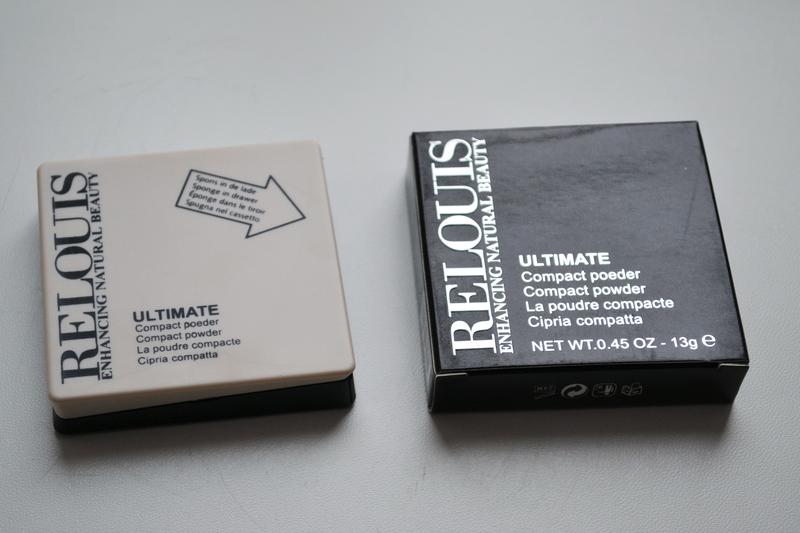 RELOUIS
ENHANCING NATURAL BEAUTY
Spons in de lade
Sponge in drawer
Éponge dans le tiroir
Spugna nel cassetto
ULTIMATE
Compact poeder
Compact powder
La poudre compacte
Cipria compatta
RELOUIS
ENHANCING NATURAL BEAUTY
ULTIMATE
Compact poeder
Compact powder
La poudre compacte
Cipria compatta
NET WT.0.45 OZ - 13g e